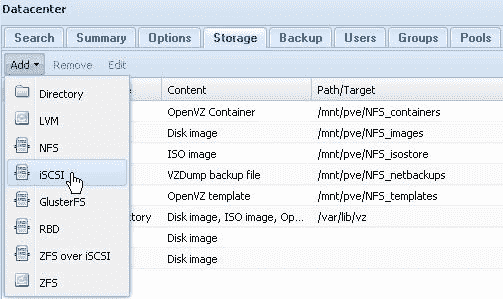 Datacenter
Search Summary Options Storage Backup Users Groups Pools
Add Remove Edit
Content Path/Target
Directory OpenVZ Container /mnt/pve/NFS_containers
LVM Disk image /mnt/pve/NFS_images
NFS ISO image /mnt/pve/NFS_isostore
iSCSI VZDump backup file /mnt/pve/NFS_netbackups
GlusterFS OpenVZ template /mnt/pve/NFS_templates
RBD Disk image, ISO image, Op... /var/lib/vz
ZFS over iSCSI Disk image
ZFS Disk image